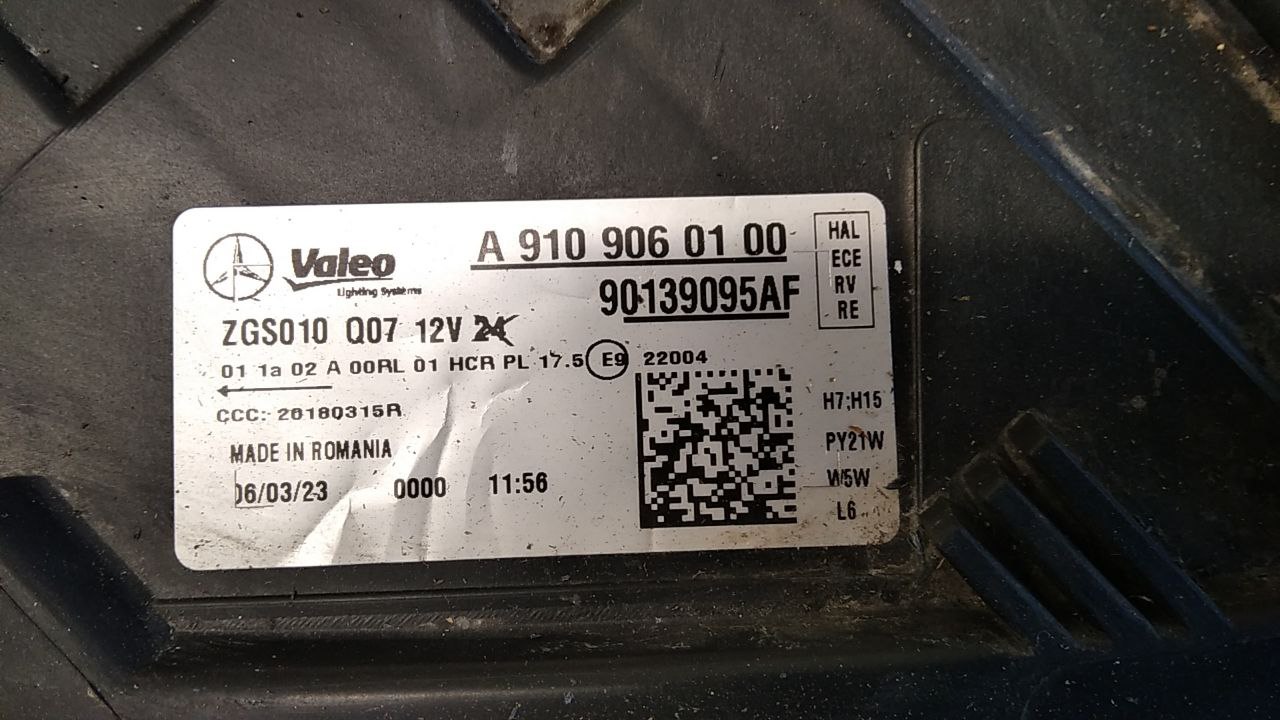 Valeo
Lighting Systems
A 910 906 01 00
90139095AF
HAL
ECE
RV
RE
ZGS010 Q07 12V 24
01 1a 02 A 00RL 01 HCR PL 17.5 E9 22004
CCC: 20180315R
MADE IN ROMANIA
06/03/23 0000 11:56
H7;H15
PY21W
W5W
L6